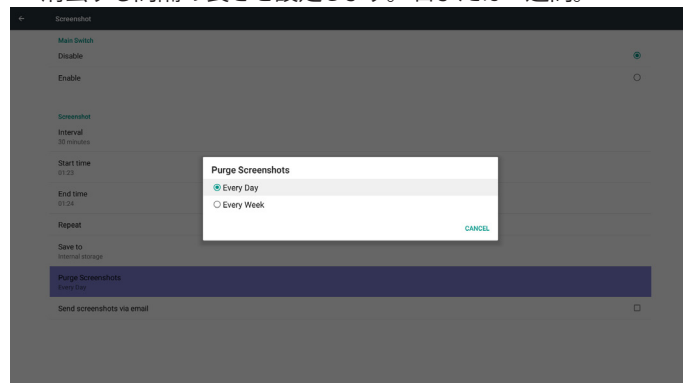 Screenshot
Main Switch
Disable
Enable
Screenshot
Interval
30 minutes
Start time
01:23
End time
01:24
Repeat
Save to
Internal storage
Purge Screenshots
Every Day
Send screenshots via email
Purge Screenshots
Every Day
Every Week
CANCEL